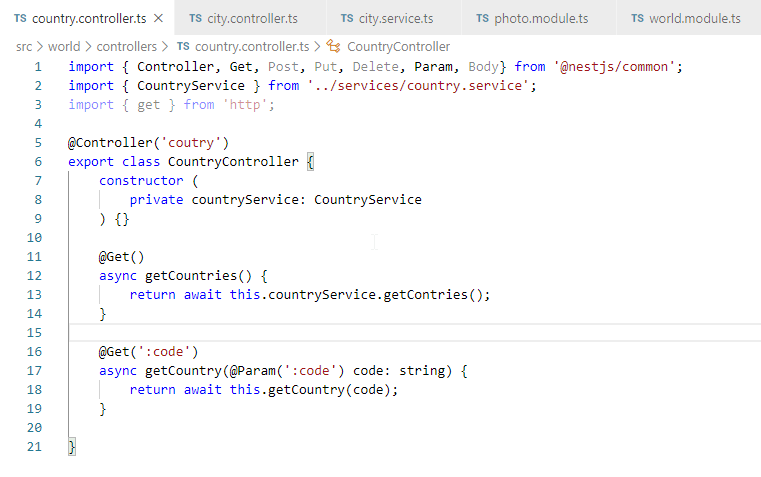 TS country.controller.ts × TS city.controller.ts TS city.service.ts TS photo.module.ts TS world.module.ts
src > world > controllers > TS country.controller.ts > CountryController
1 import { Controller, Get, Post, Put, Delete, Param, Body} from '@nestjs/common';
2 import { CountryService } from '../services/country.service';
3 import { get } from 'http';
4
5 @Controller('coutry')
6 export class CountryController {
7     constructor (
8         private countryService: CountryService
9     ) {}
10
11     @Get()
12     async getCountries() {
13         return await this.countryService.getContries();
14     }
15
16     @Get(':code')
17     async getCountry(@Param(':code') code: string) {
18         return await this.getCountry(code);
19     }
20
21 }